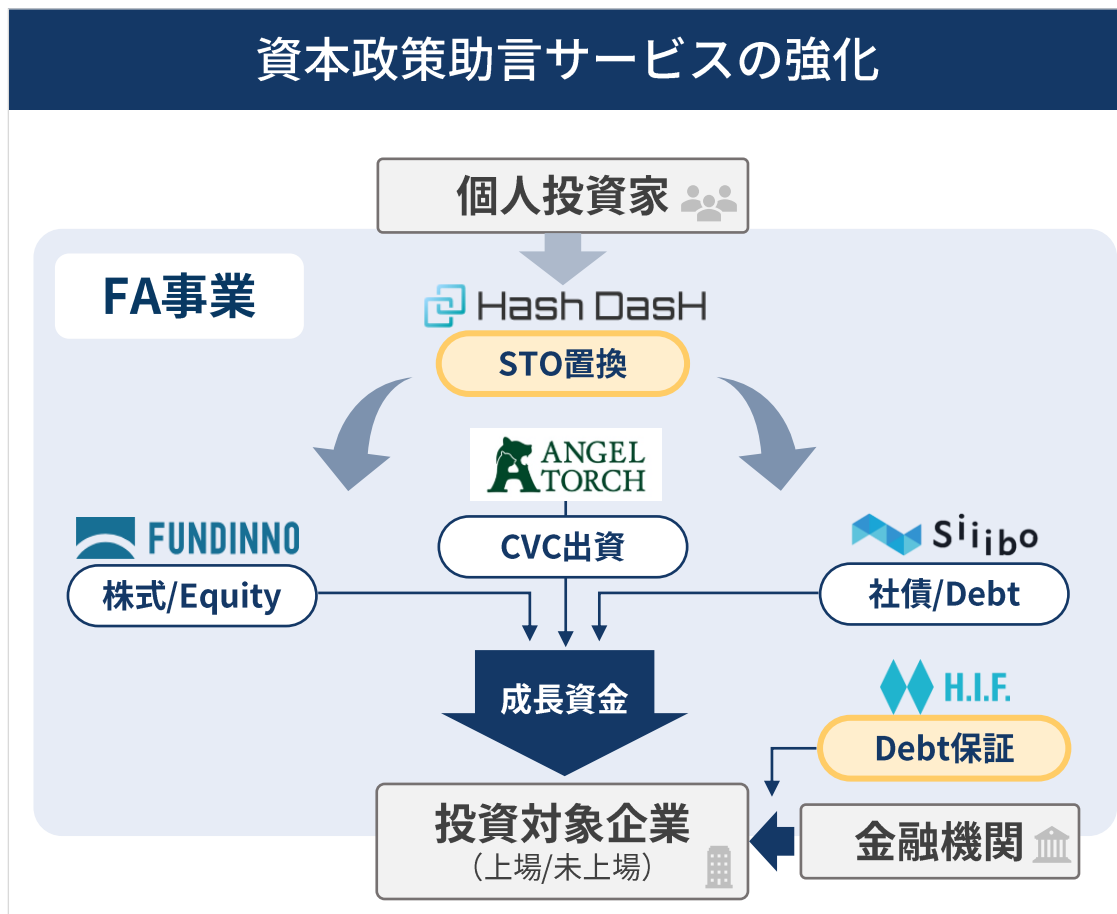 資本政策助言サービスの強化
個人投資家
FA事業
Hash DasH
STO置換
ANGEL
TORCH
FUNDINNO
CVC出資
Siiibo
株式/Equity
社債/Debt
成長資金
H.I.F.
Debt保証
投資対象企業
（上場/未上場）
金融機関